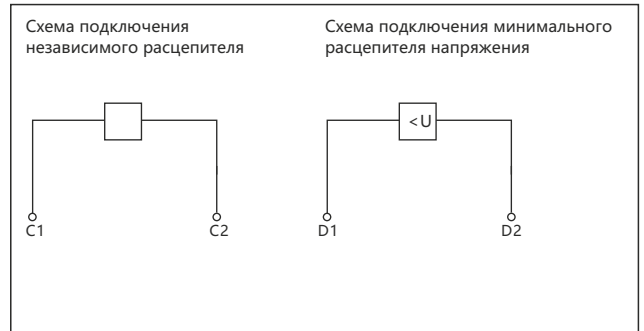 Схема подключения
независимого расцепителя
Схема подключения минимального
расцепителя напряжения
<U
C1
C2
D1
D2